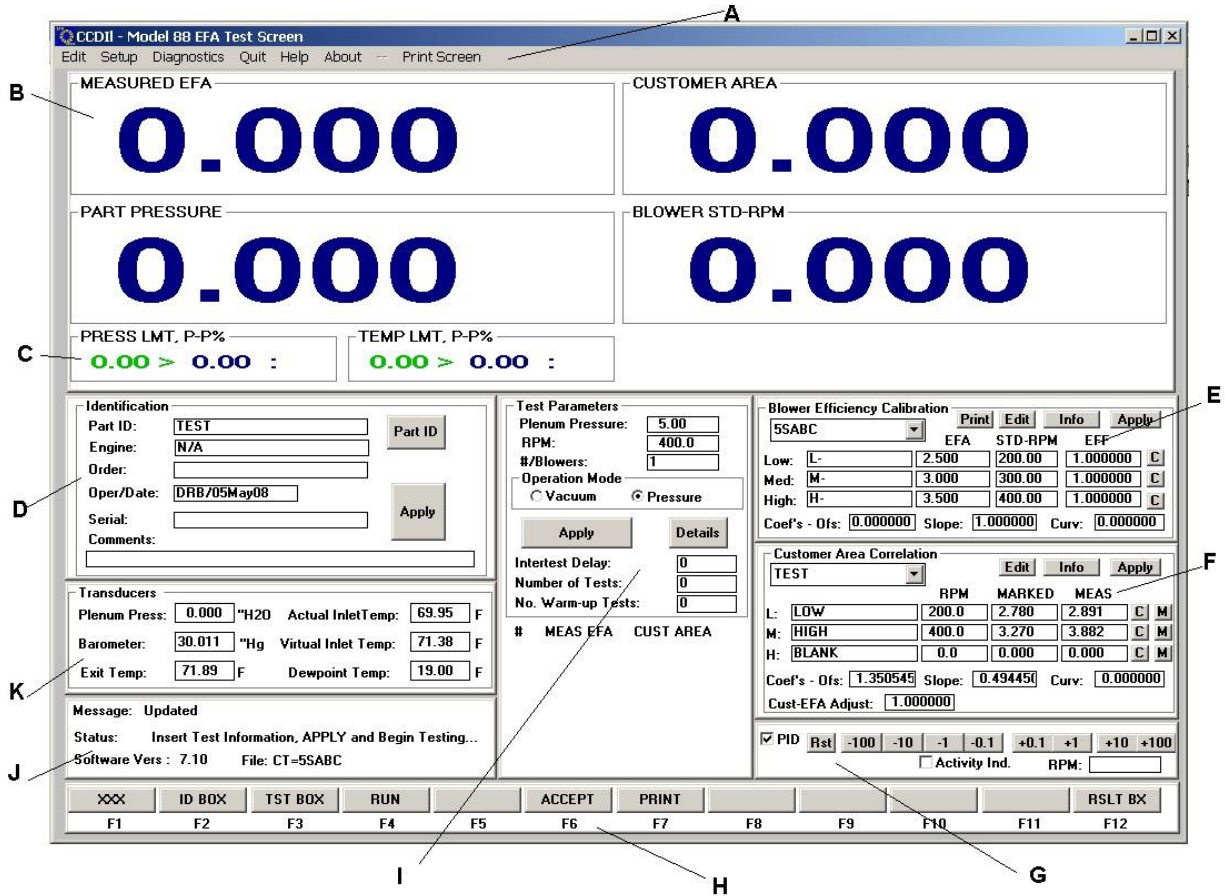 A
CCDII - Model 88 EFA Test Screen
Edit Setup Diagnostics Quit Help About -- Print Screen
B
MEASURED EFA
0.000
CUSTOMER AREA
0.000
PART PRESSURE
0.000
BLOWER STD-RPM
0.000
C
PRESS LMT, P-P%
0.00 > 0.00 :
TEMP LMT, P-P%
0.00 > 0.00 :
D
Identification
Part ID: TEST Part ID
Engine: N/A
Order:
Oper/Date: DRB/05May08
Serial: Apply
Comments:
K
Transducers
Plenum Press: 0.000 "H2O Actual InletTemp: 69.95 F
Barometer: 30.011 "Hg Virtual Inlet Temp: 71.38 F
Exit Temp: 71.89 F Dewpoint Temp: 19.00 F
J
Message: Updated
Status: Insert Test Information, APPLY and Begin Testing...
Software Vers : 7.10 File: CT=5SABC
Test Parameters
Plenum Pressure: 5.00
RPM: 400.0
#/Blowers: 1
Operation Mode
Vacuum Pressure
Apply Details
Intertest Delay: 0
Number of Tests: 0
No. Warm-up Tests: 0
# MEAS EFA CUST AREA
I
E
Blower Efficiency Calibration Print Edit Info Apply
5SABC
EFA STD-RPM EFF
Low: L- 2.500 200.00 1.000000 C
Med: M- 3.000 300.00 1.000000 C
High: H- 3.500 400.00 1.000000 C
Coef's - Ofs: 0.000000 Slope: 1.000000 Curv: 0.000000
F
Customer Area Correlation
TEST Edit Info Apply
RPM MARKED MEAS
L: LOW 200.0 2.780 2.891 C M
M: HIGH 400.0 3.270 3.882 C M
H: BLANK 0.0 0.000 0.000 C M
Coef's - Ofs: 1.350545 Slope: 0.494450 Curv: 0.000000
Cust-EFA Adjust: 1.000000
PID Rst -100 -10 -1 -0.1 +0.1 +1 +10 +100
Activity Ind. RPM:
G
XXX ID BOX TST BOX RUN ACCEPT PRINT RSLT BX
F1 F2 F3 F4 F5 F6 F7 F8 F9 F10 F11 F12
H